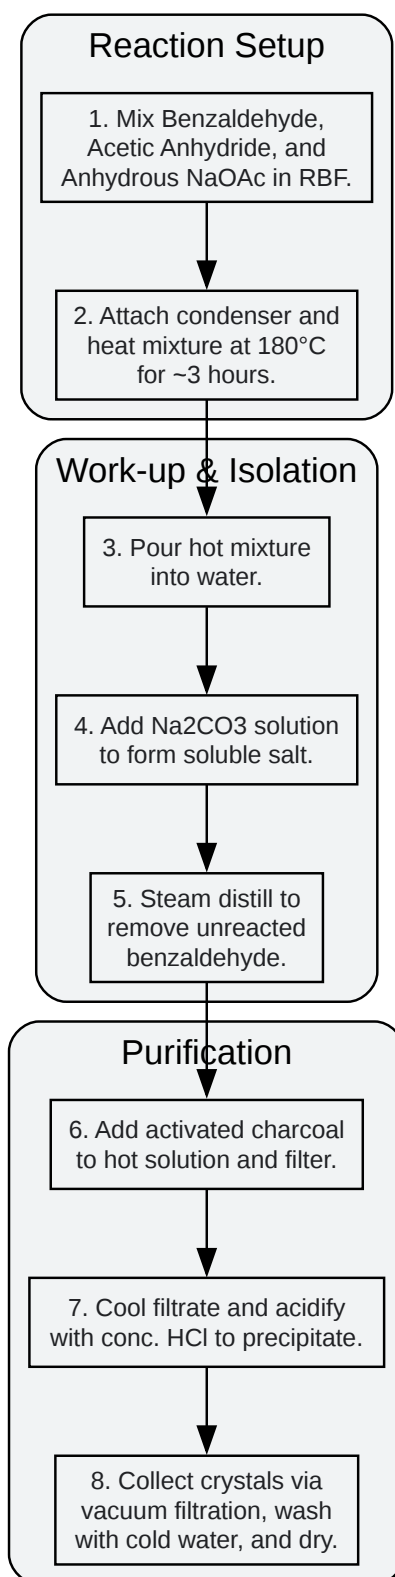 Reaction Setup
1. Mix Benzaldehyde,
Acetic Anhydride, and
Anhydrous NaOAc in RBF.
2. Attach condenser and
heat mixture at 180°C
for ~3 hours.
Work-up & Isolation
3. Pour hot mixture
into water.
4. Add Na2CO3 solution
to form soluble salt.
5. Steam distill to
remove unreacted
benzaldehyde.
Purification
6. Add activated charcoal
to hot solution and filter.
7. Cool filtrate and acidify
with conc. HCl to precipitate.
8. Collect crystals via
vacuum filtration, wash
with cold water, and dry.